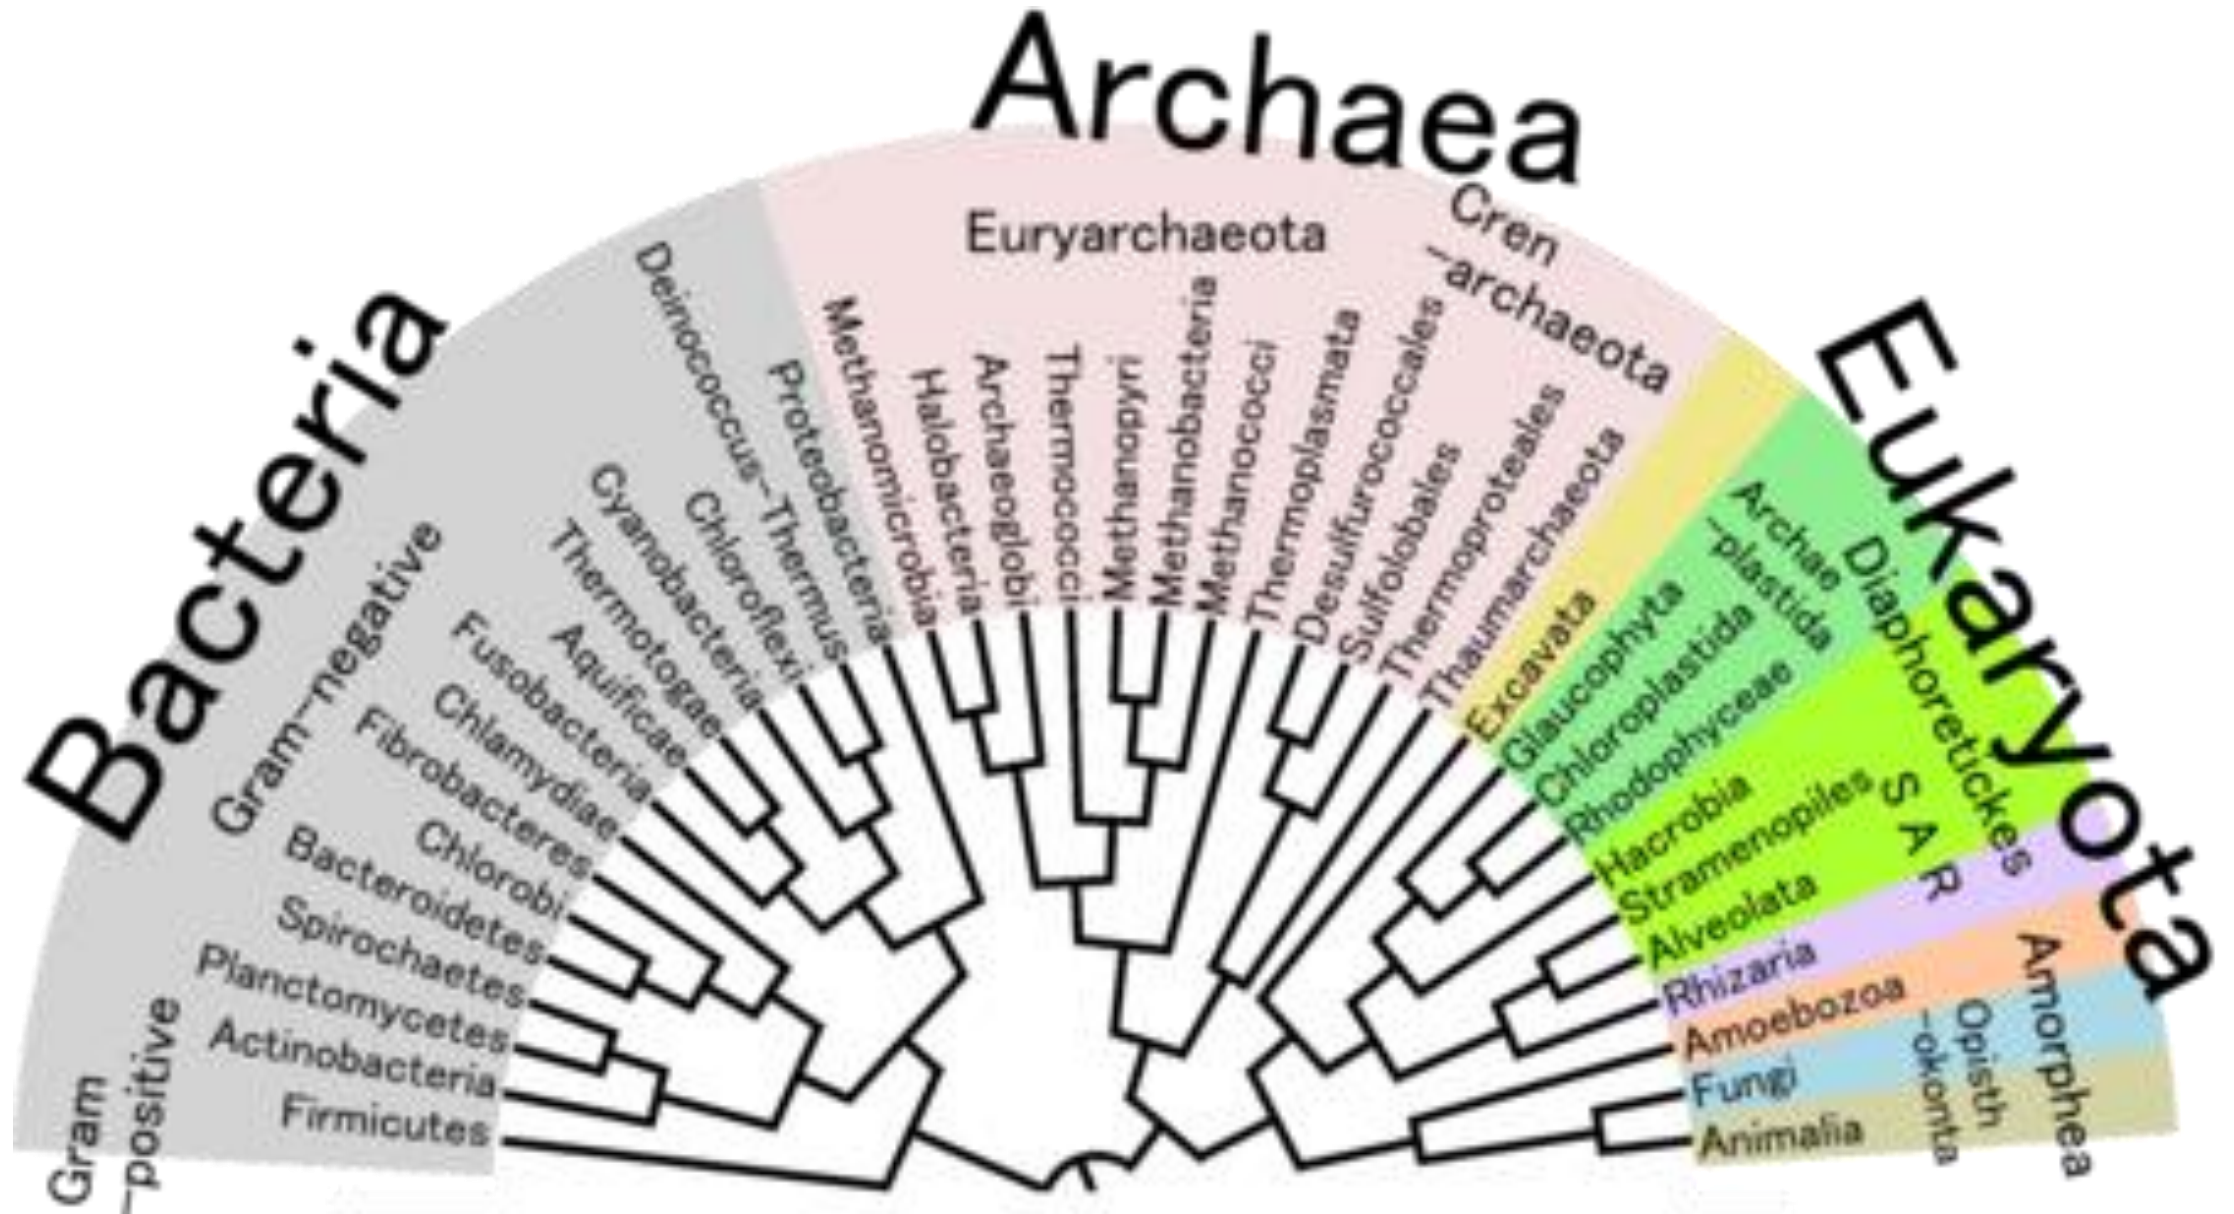 Bacteria
Archaea
Eukaryota
Gram
-positive
Gram-negative
Firmicutes
Actinobacteria
Planctomycetes
Spirochaetes
Bacteroidetes
Chlorobi
Fibrobacteres
Chlamydiae
Fusobacteria
Aquificae
Thermotogae
Cyanobacteria
Chloroflexi
Deinococcus-Thermus
Proteobacteria
Euryarchaeota
Methanomicrobia
Halobacteria
Archaeoglobi
Thermococci
Methanopyri
Methanobacteria
Methanococci
Thermoplasmata
Cren
-archaeota
Desulfurococcales
Sulfolobales
Thermoproteales
Thaumarchaeota
Excavata
Archae
-plastida
Diaphoretickes
Glaucophyta
Chloroplastida
Rhodophyceae
Hacrobia
Stramenopiles
Alveolata
S A R
Rhizaria
Amoebozoa
Amorphea
Opisth
-okonta
Fungi
Animalia